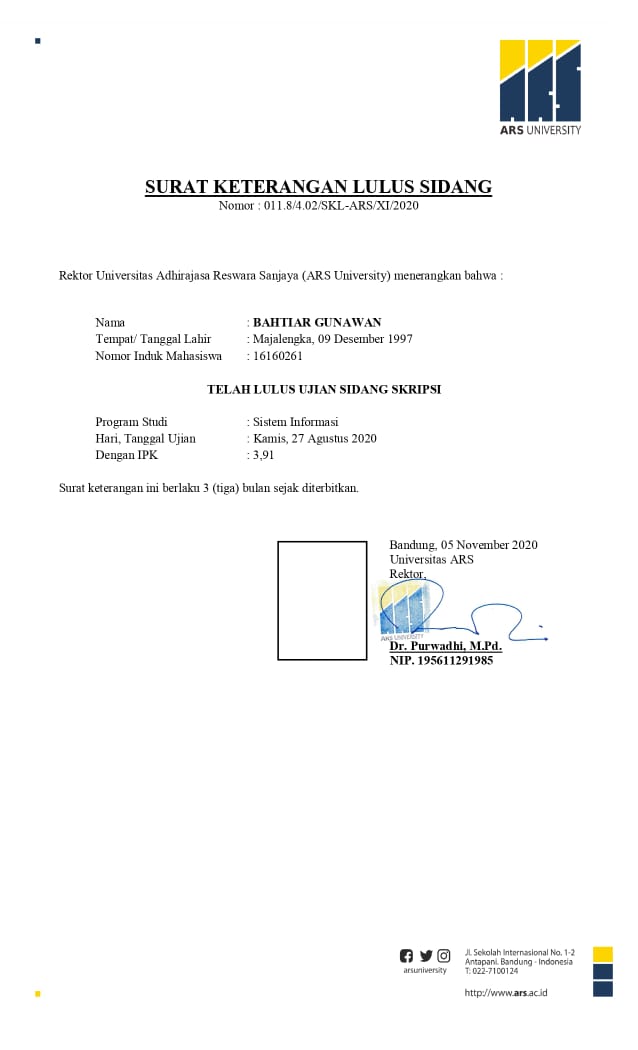 ARS UNIVERSITY
SURAT KETERANGAN LULUS SIDANG
Nomor : 011.8/4.02/SKL-ARS/XI/2020
Rektor Universitas Adhirajasa Reswara Sanjaya (ARS University) menerangkan bahwa :
Nama : BAHTIAR GUNAWAN
Tempat/ Tanggal Lahir : Majalengka, 09 Desember 1997
Nomor Induk Mahasiswa : 16160261
TELAH LULUS UJIAN SIDANG SKRIPSI
Program Studi : Sistem Informasi
Hari, Tanggal Ujian : Kamis, 27 Agustus 2020
Dengan IPK : 3,91
Surat keterangan ini berlaku 3 (tiga) bulan sejak diterbitkan.
Bandung, 05 November 2020
Universitas ARS
Rektor,
ARS UNIVERSITY
Dr. Purwadhi, M.Pd.
NIP. 195611291985
arsuniversity
Jl. Sekolah Internasional No. 1-2
Antapani. Bandung - Indonesia
T: 022-7100124
http://www.ars.ac.id